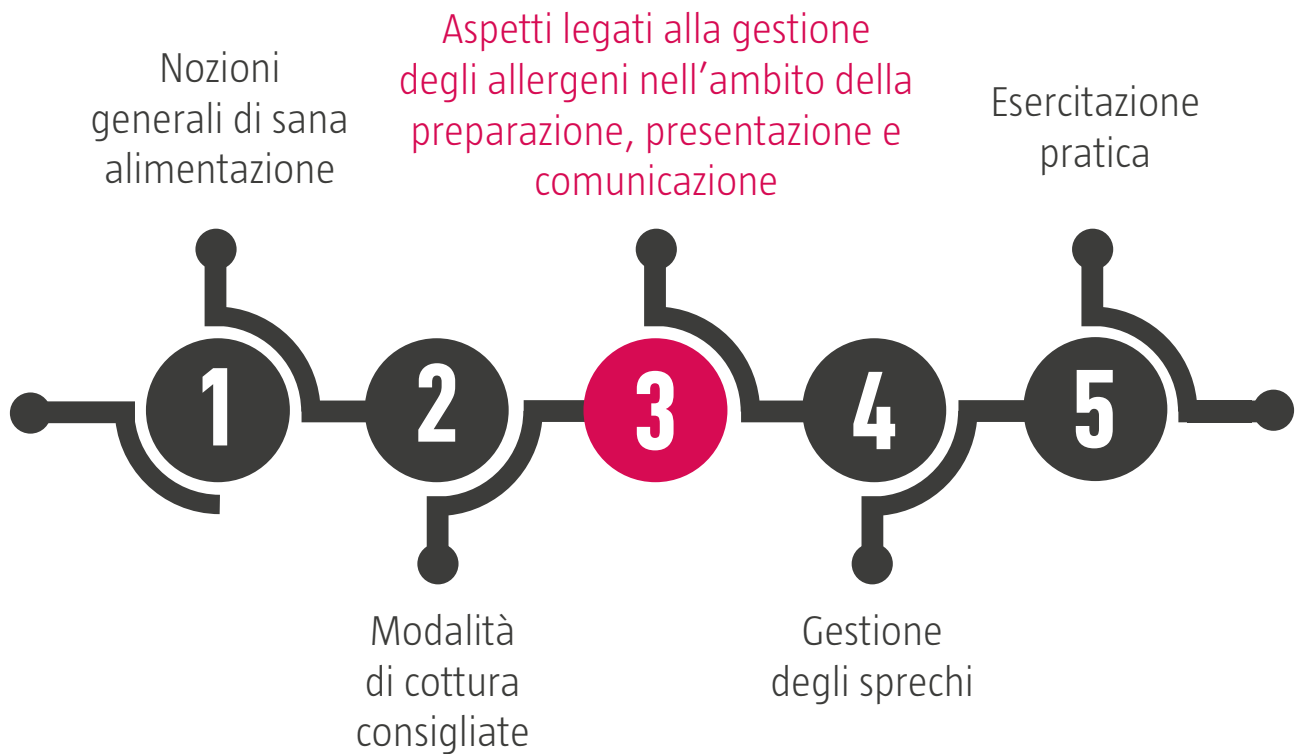 Nozioni
generali di sana
alimentazione
Aspetti legati alla gestione
degli allergeni nell’ambito della
preparazione, presentazione e
comunicazione
Esercitazione
pratica
1
2
3
4
5
Modalità
di cottura
consigliate
Gestione
degli sprechi